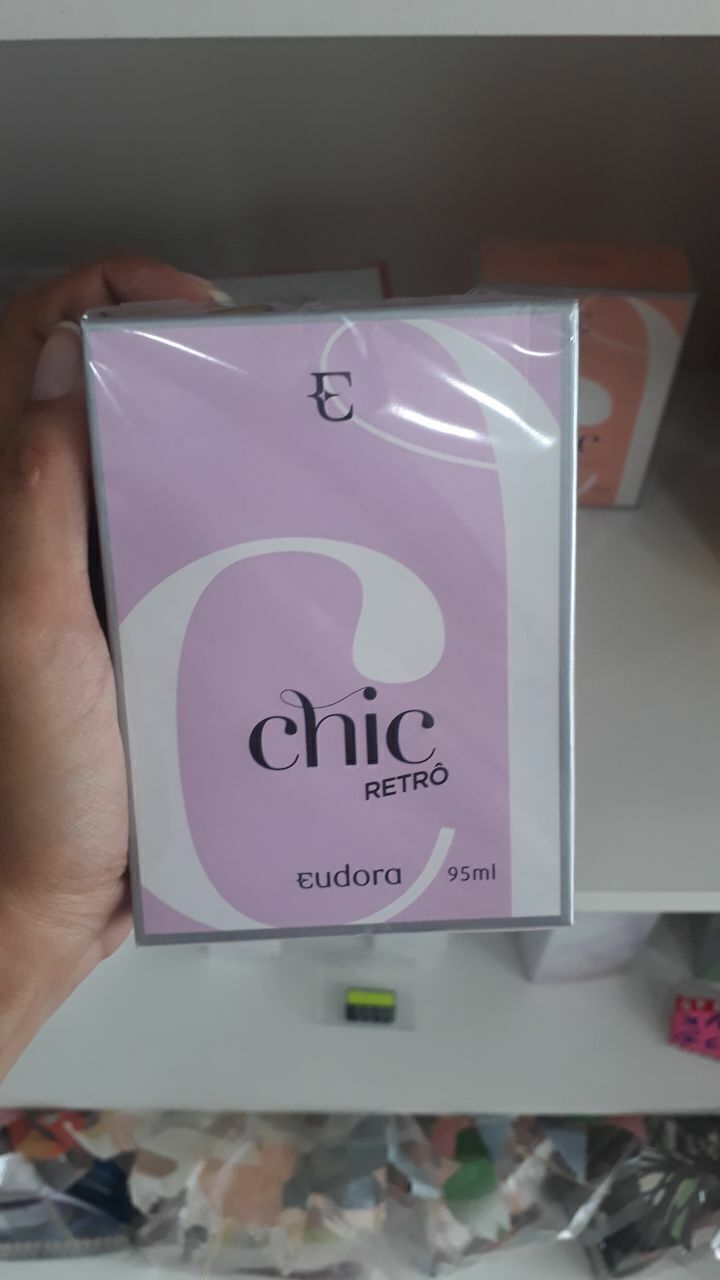 E
chic
RETRÔ
eudora 95ml